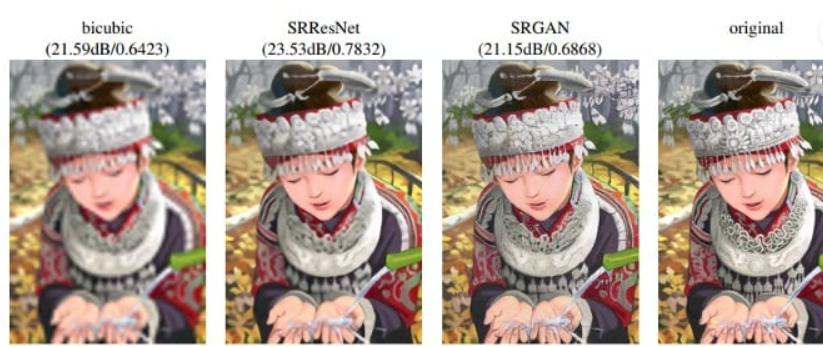 bicubic
(21.59dB/0.6423)
SRResNet
(23.53dB/0.7832)
SRGAN
(21.15dB/0.6868)
original